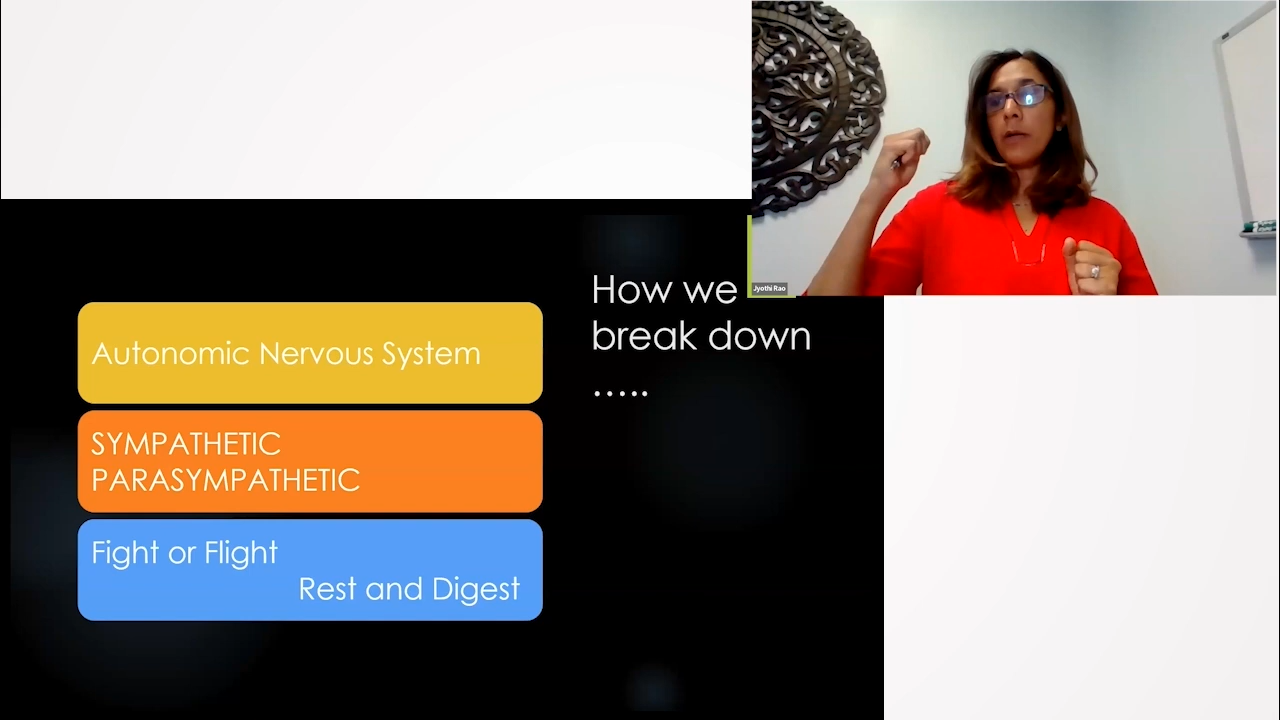 Autonomic Nervous System
SYMPATHETIC
PARASYMPATHETIC
Fight or Flight
Rest and Digest
How we
break down
.....
Jyothi Rao